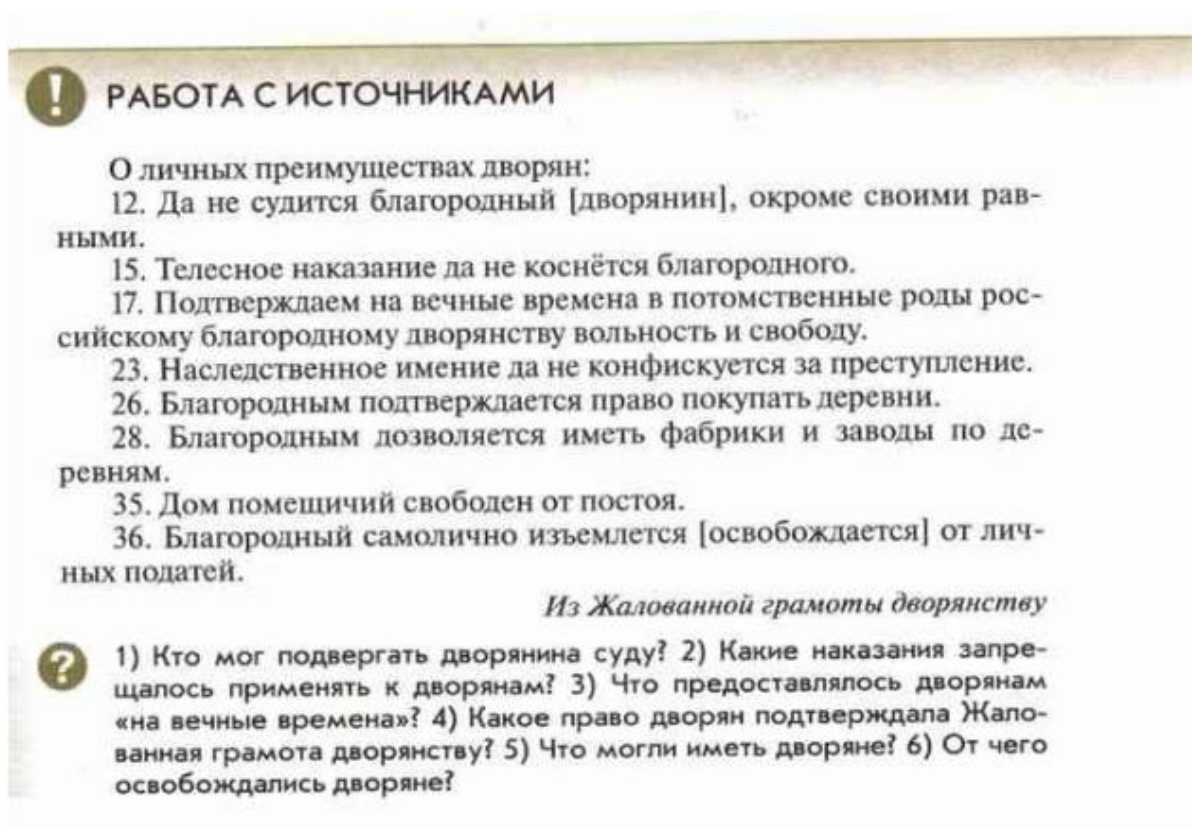 ! РАБОТА С ИСТОЧНИКАМИ
О личных преимуществах дворян:
12. Да не судится благородный [дворянин], окроме своими рав-
ными.
15. Телесное наказание да не коснётся благородного.
17. Подтверждаем на вечные времена в потомственные роды рос-
сийскому благородному дворянству вольность и свободу.
23. Наследственное имение да не конфискуется за преступление.
26. Благородным подтверждается право покупать деревни.
28. Благородным дозволяется иметь фабрики и заводы по де-
ревням.
35. Дом помещичий свободен от постоя.
36. Благородный самолично изъемлется [освобождается] от лич-
ных податей.
Из Жалованной грамоты дворянству
? 1) Кто мог подвергать дворянина суду? 2) Какие наказания запре-
щалось применять к дворянам? 3) Что предоставлялось дворянам
«на вечные времена»? 4) Какое право дворян подтверждала Жало-
ванная грамота дворянству? 5) Что могли иметь дворяне? 6) От чего
освобождались дворяне?